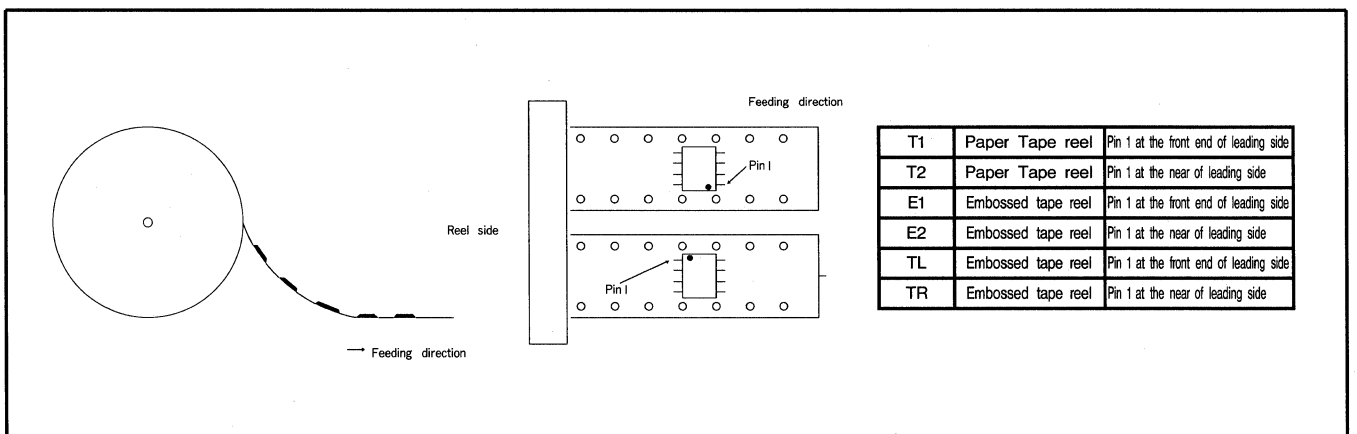 Feeding direction
Pin I
Reel side
Pin I
Feeding direction
T1 Paper Tape reel Pin 1 at the front end of leading side
T2 Paper Tape reel Pin 1 at the near of leading side
E1 Embossed tape reel Pin 1 at the front end of leading side
E2 Embossed tape reel Pin 1 at the near of leading side
TL Embossed tape reel Pin 1 at the front end of leading side
TR Embossed tape reel Pin 1 at the near of leading side